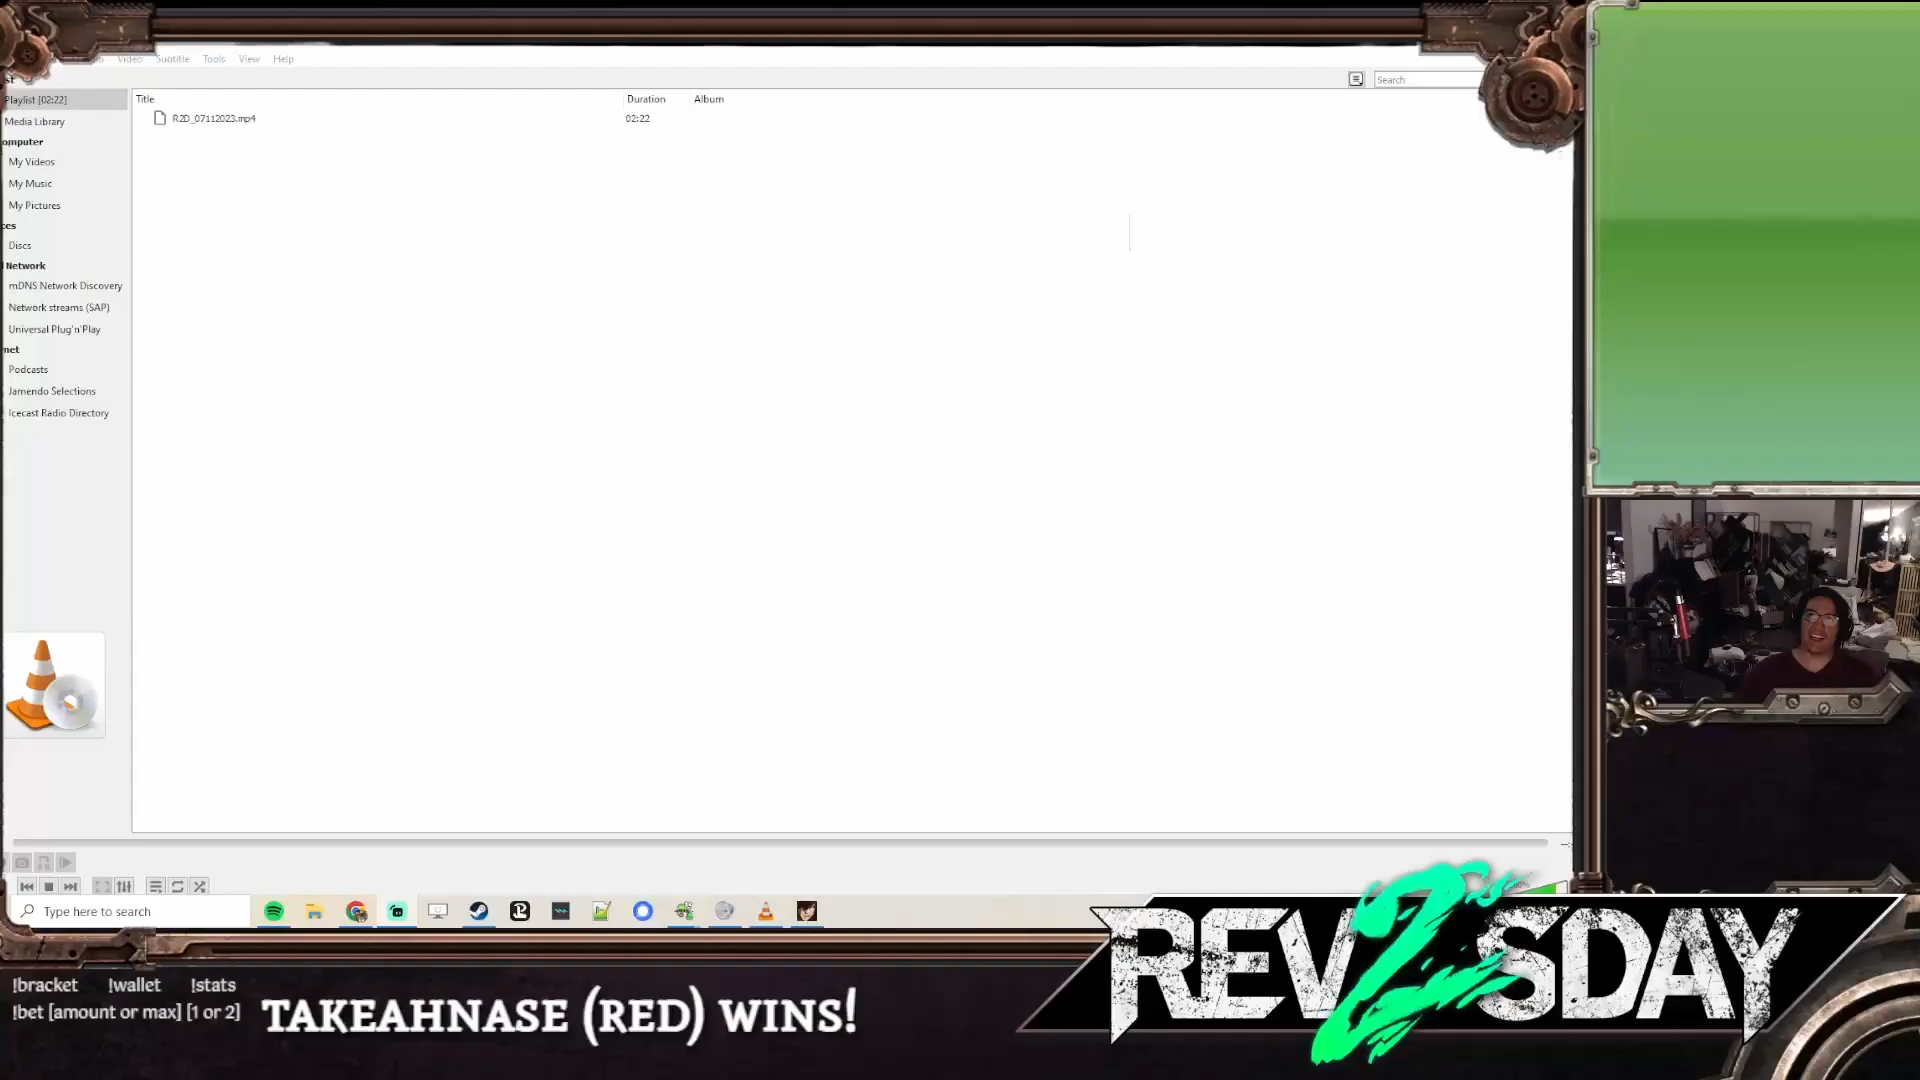 Video Subtitle Tools View Help
Search
Playlist [02:22]
Title Duration Album
R2D_07112023.mp4 02:22
Media Library
omputer
My Videos
My Music
My Pictures
ces
Discs
l Network
mDNS Network Discovery
Network streams (SAP)
Universal Plug'n'Play
rnet
Podcasts
Jamendo Selections
Icecast Radio Directory
Type here to search
REV2SDAY
!bracket !wallet !stats
!bet [amount or max] [1 or 2]
TAKEAHNASE (RED) WINS!